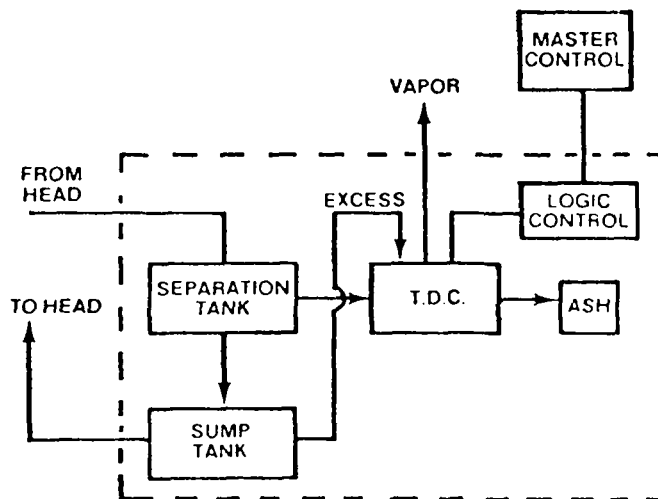 MASTER
CONTROL
VAPOR
FROM
HEAD
EXCESS
LOGIC
CONTROL
SEPARATION
TANK
T.D.C.
ASH
TO HEAD
SUMP
TANK